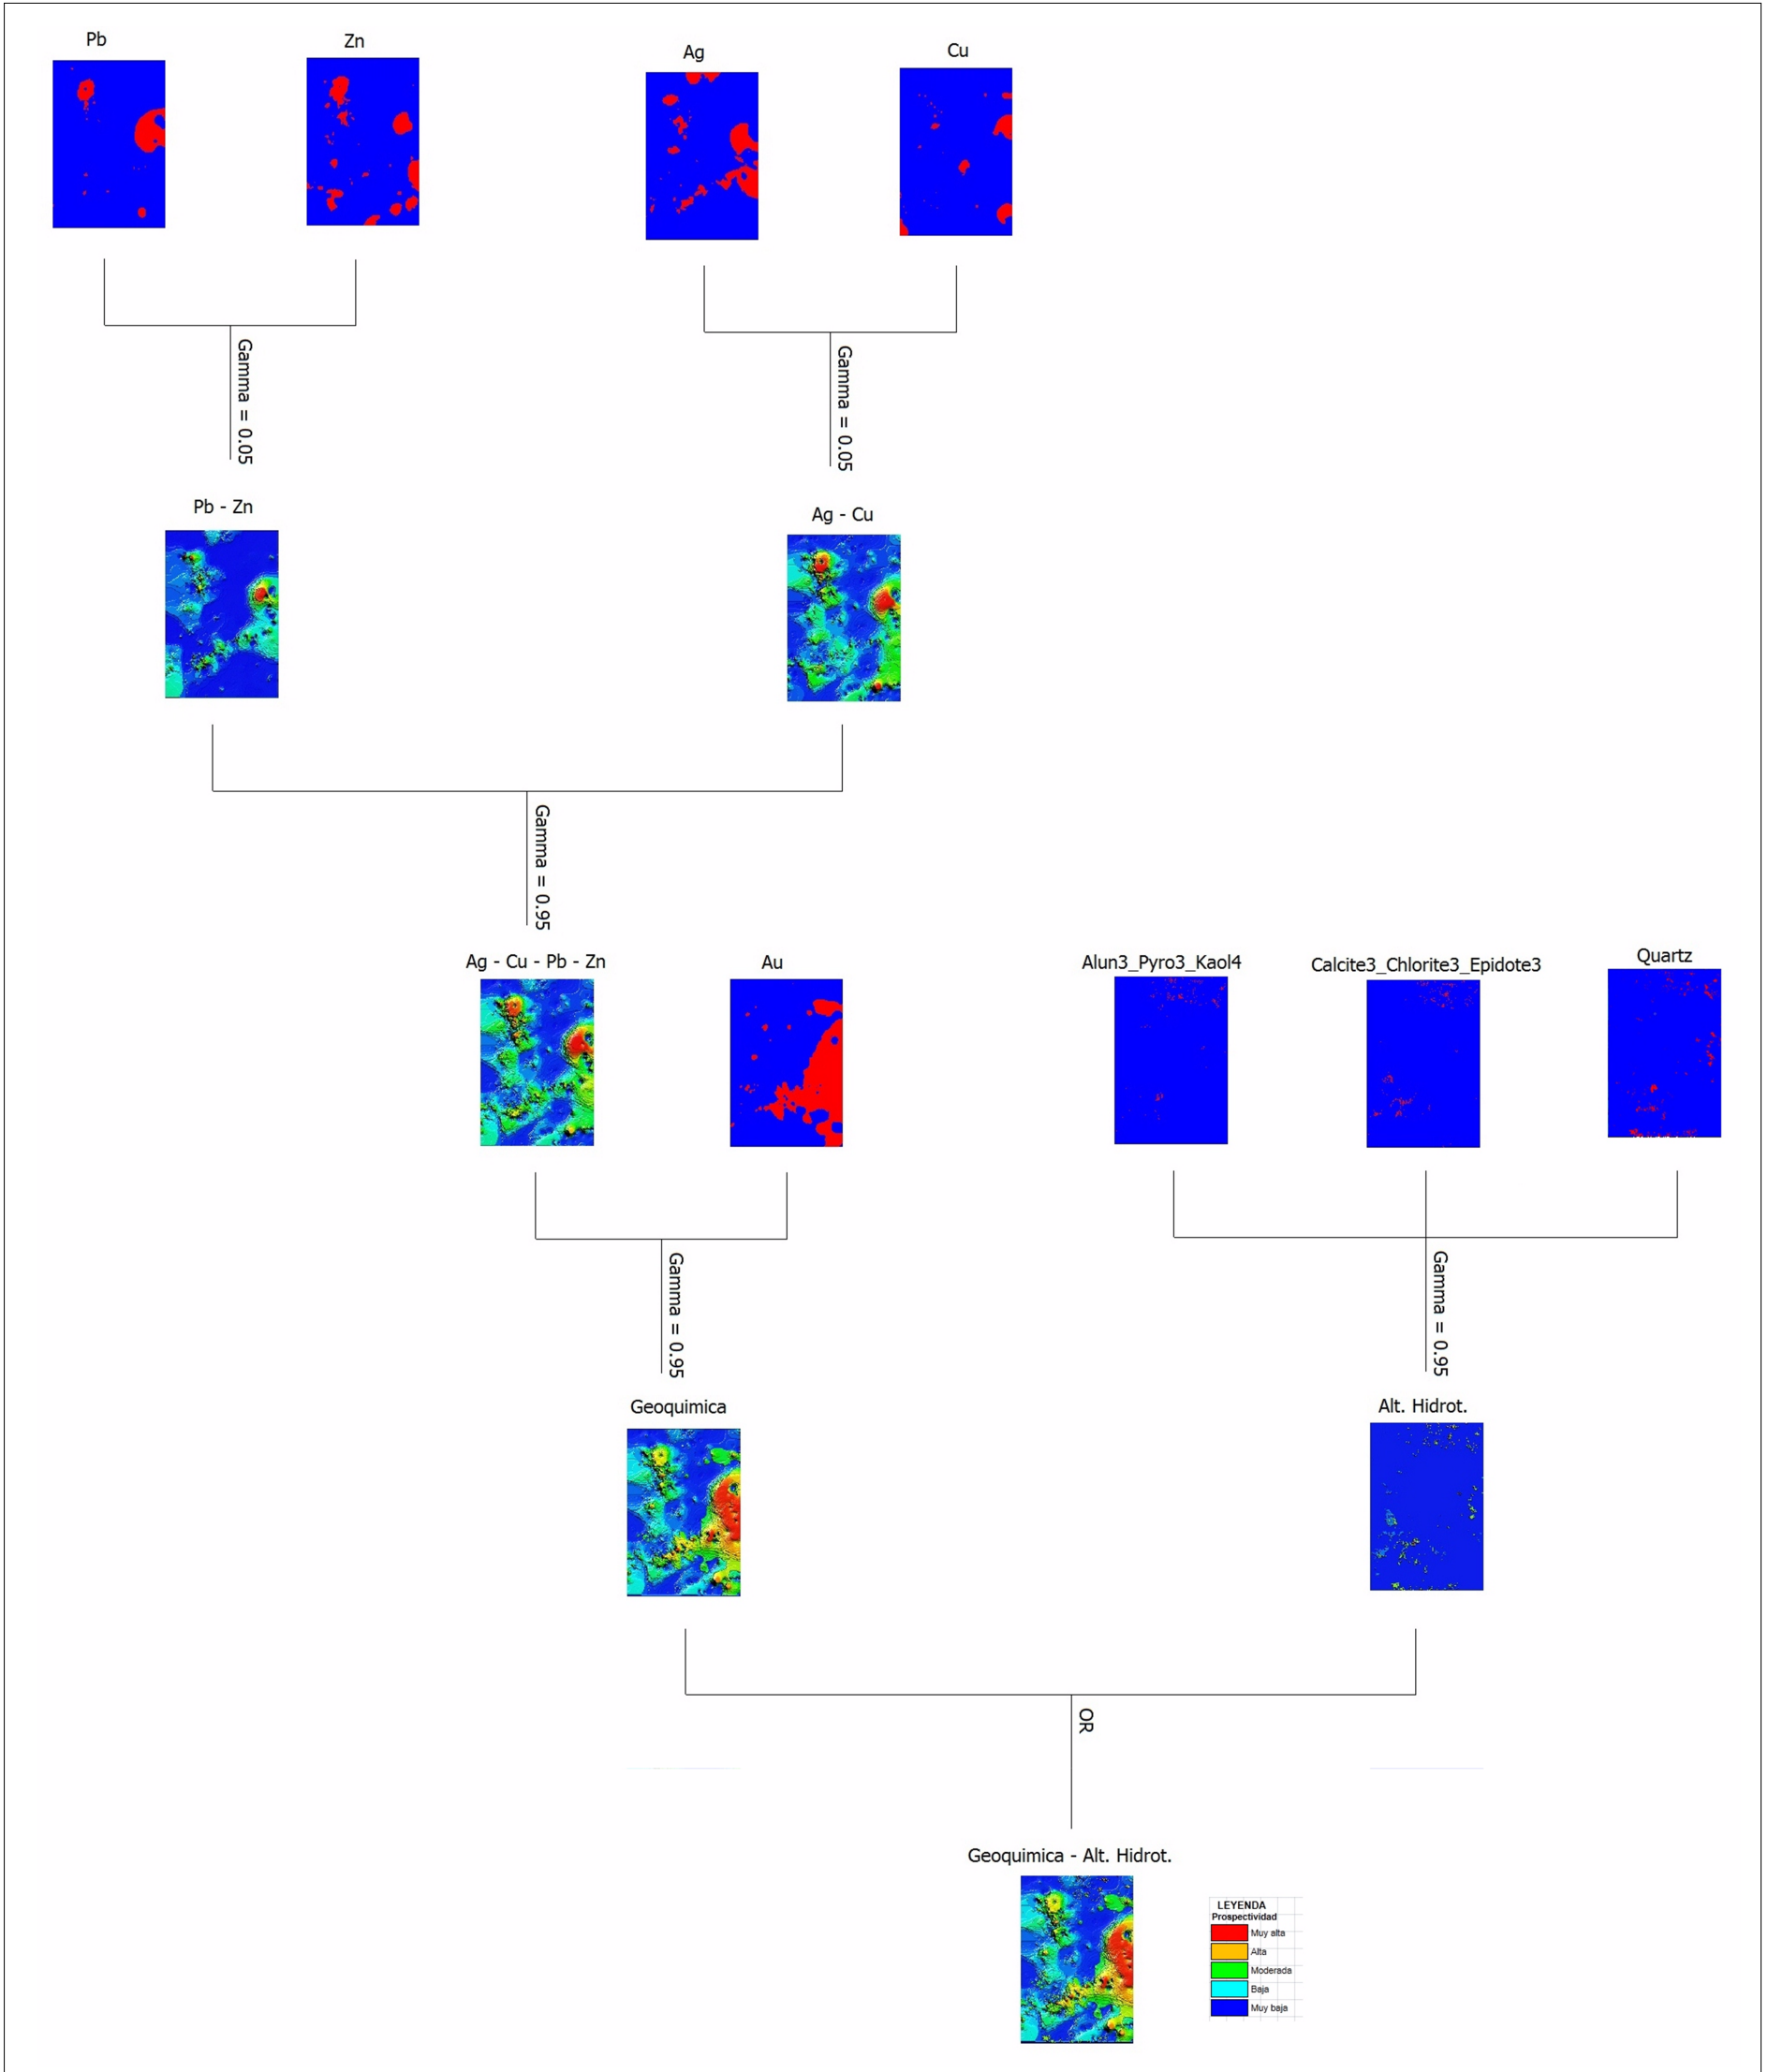 Pb
Zn
Ag
Cu
Gamma = 0.05
Gamma = 0.05
Pb - Zn
Ag - Cu
Gamma = 0.95
Ag - Cu - Pb - Zn
Au
Alun3_Pyro3_Kaol4
Calcite3_Chlorite3_Epidote3
Quartz
Gamma = 0.95
Gamma = 0.95
Geoquimica
Alt. Hidrot.
OR
Geoquimica - Alt. Hidrot.
LEYENDA
Prospectividad
Muy alta
Alta
Moderada
Baja
Muy baja